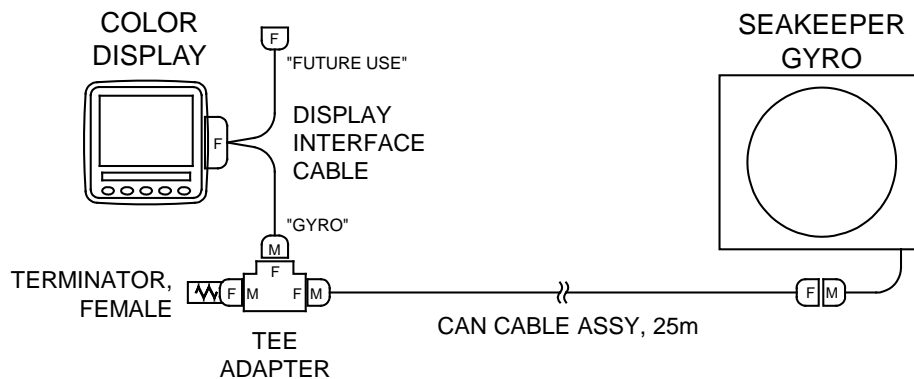 COLOR
DISPLAY
F
"FUTURE USE"
F
DISPLAY
INTERFACE
CABLE
"GYRO"
M
F
TERMINATOR,
FEMALE
F
M
F
M
TEE
ADAPTER
CAN CABLE ASSY, 25m
F
M
SEAKEEPER
GYRO